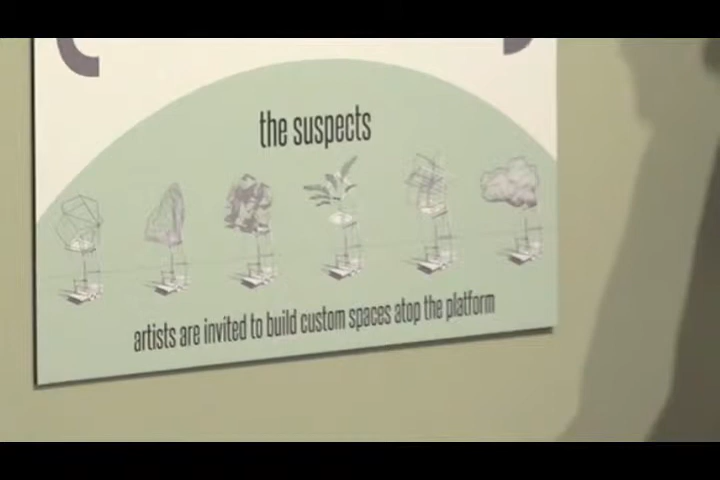 the suspects
artists are invited to build custom spaces atop the platform